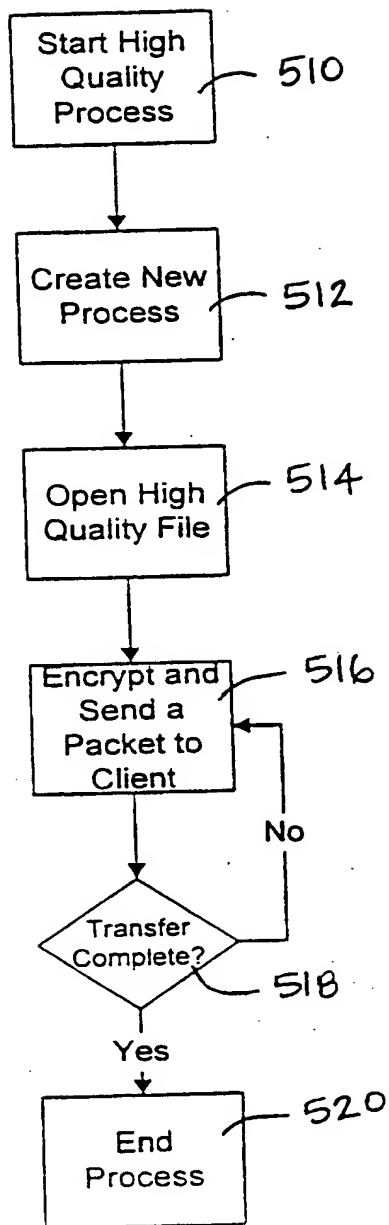 Start High
Quality
Process
510
Create New
Process
512
Open High
Quality File
514
Encrypt and
Send a
Packet to
Client
516
No
Transfer
Complete?
518
Yes
End
Process
520